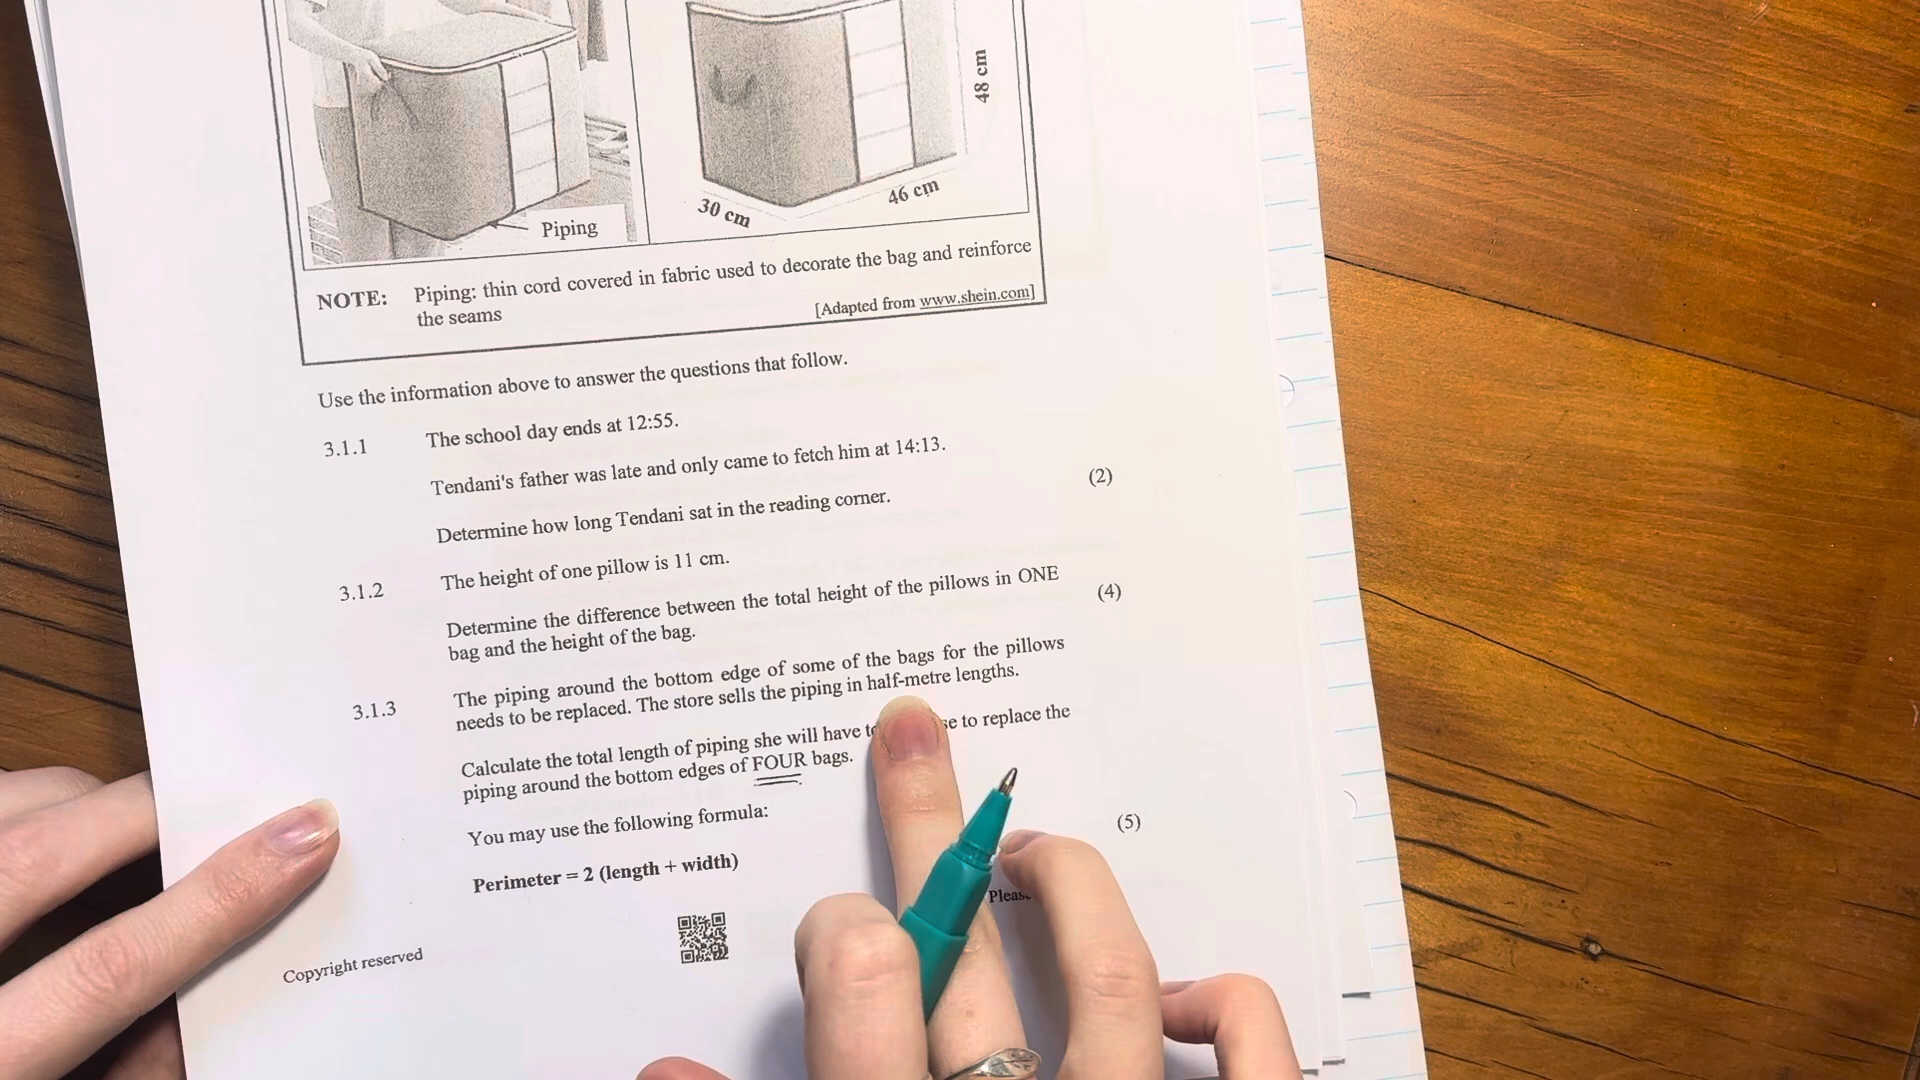 48 cm
46 cm
30 cm
Piping
NOTE: Piping: thin cord covered in fabric used to decorate the bag and reinforce
the seams
[Adapted from www.shein.com]
Use the information above to answer the questions that follow.
3.1.1 The school day ends at 12:55.
Tendani's father was late and only came to fetch him at 14:13.
Determine how long Tendani sat in the reading corner. (2)
3.1.2 The height of one pillow is 11 cm.
Determine the difference between the total height of the pillows in ONE
bag and the height of the bag. (4)
3.1.3 The piping around the bottom edge of some of the bags for the pillows
needs to be replaced. The store sells the piping in half-metre lengths.
Calculate the total length of piping she will have to replace the
piping around the bottom edges of FOUR bags.
You may use the following formula:
Perimeter = 2 (length + width) (5)
Copyright reserved